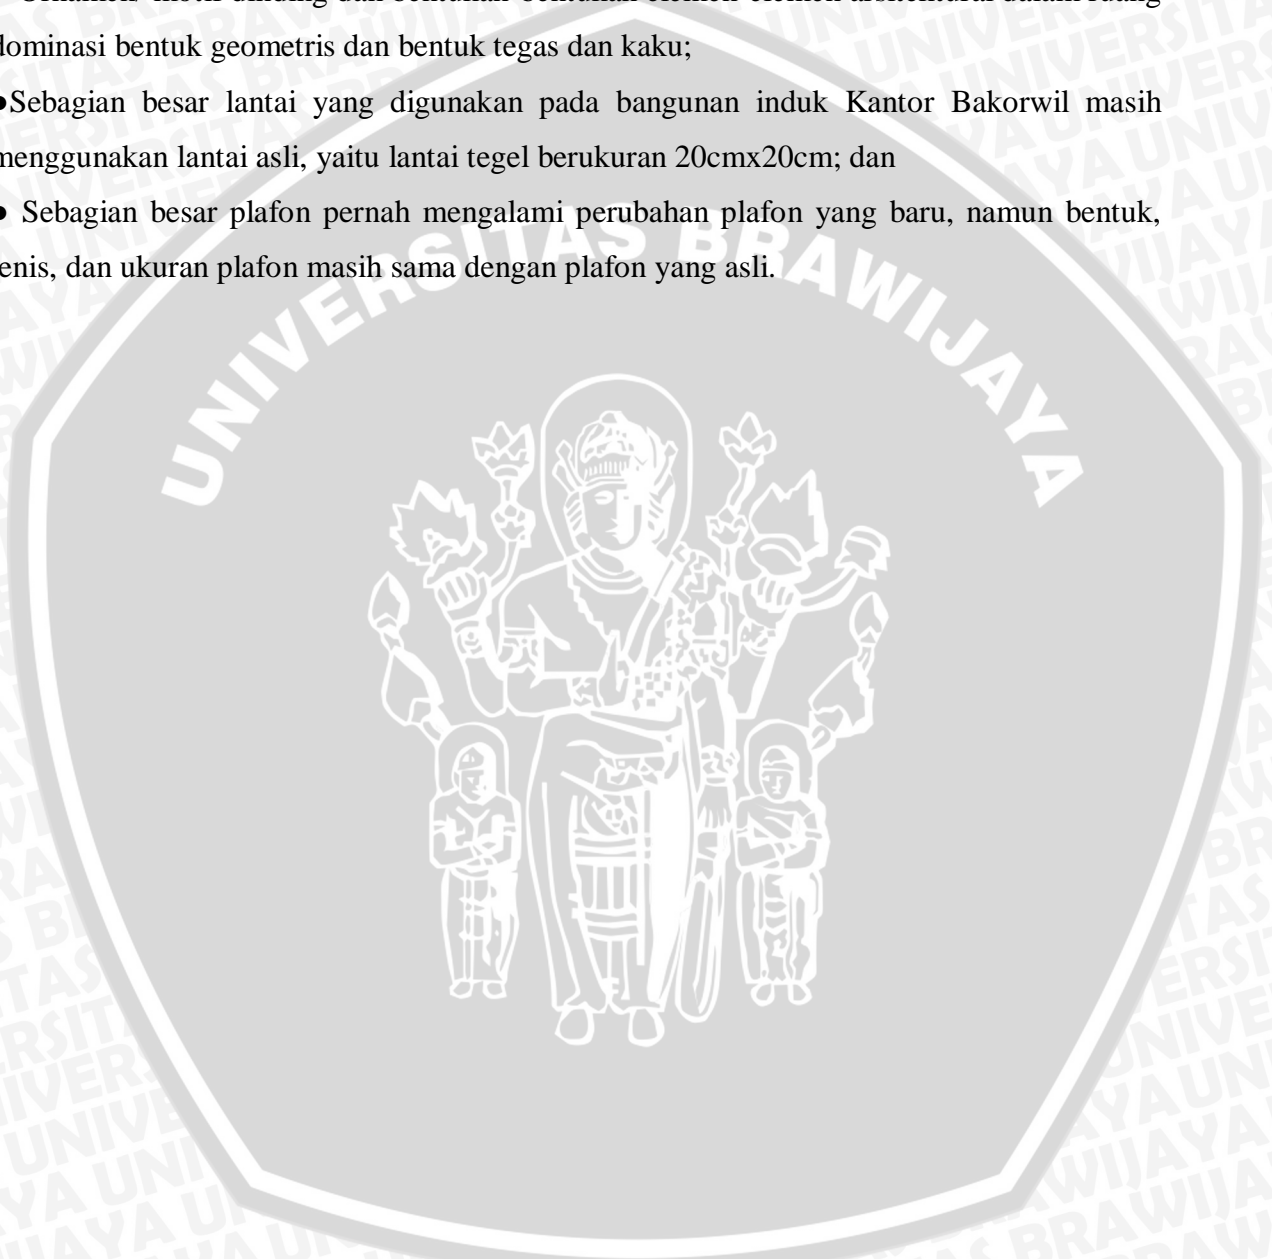 dominasi bentuk geometris dan bentuk tegas dan kaku;
●Sebagian besar lantai yang digunakan pada bangunan induk Kantor Bakorwil masih
menggunakan lantai asli, yaitu lantai tegel berukuran 20cmx20cm; dan
● Sebagian besar plafon pernah mengalami perubahan plafon yang baru, namun bentuk,
jenis, dan ukuran plafon masih sama dengan plafon yang asli.
UNIVERSITAS BRAWIJAYA